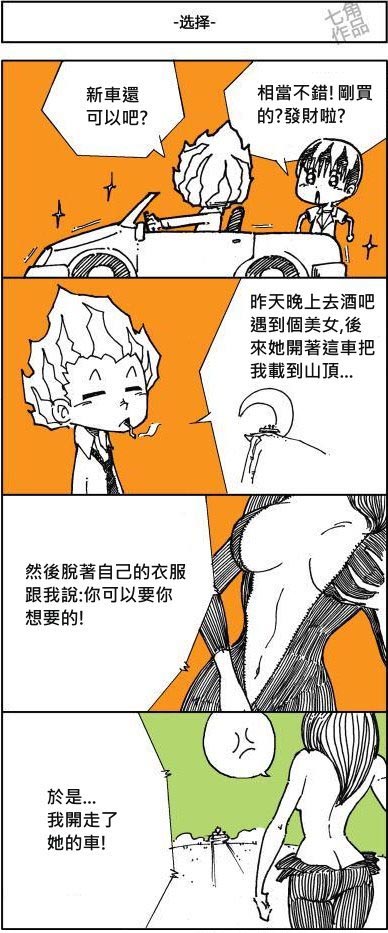 -选择-
七角
作品
新車還
可以吧?
相當不錯!剛買
的?發財啦?
昨天晚上去酒吧
遇到個美女,後
來她開著這車把
我載到山頂...
然後脫著自己的衣服
跟我說:你可以要你
想要的!
於是...
我開走了
她的車!